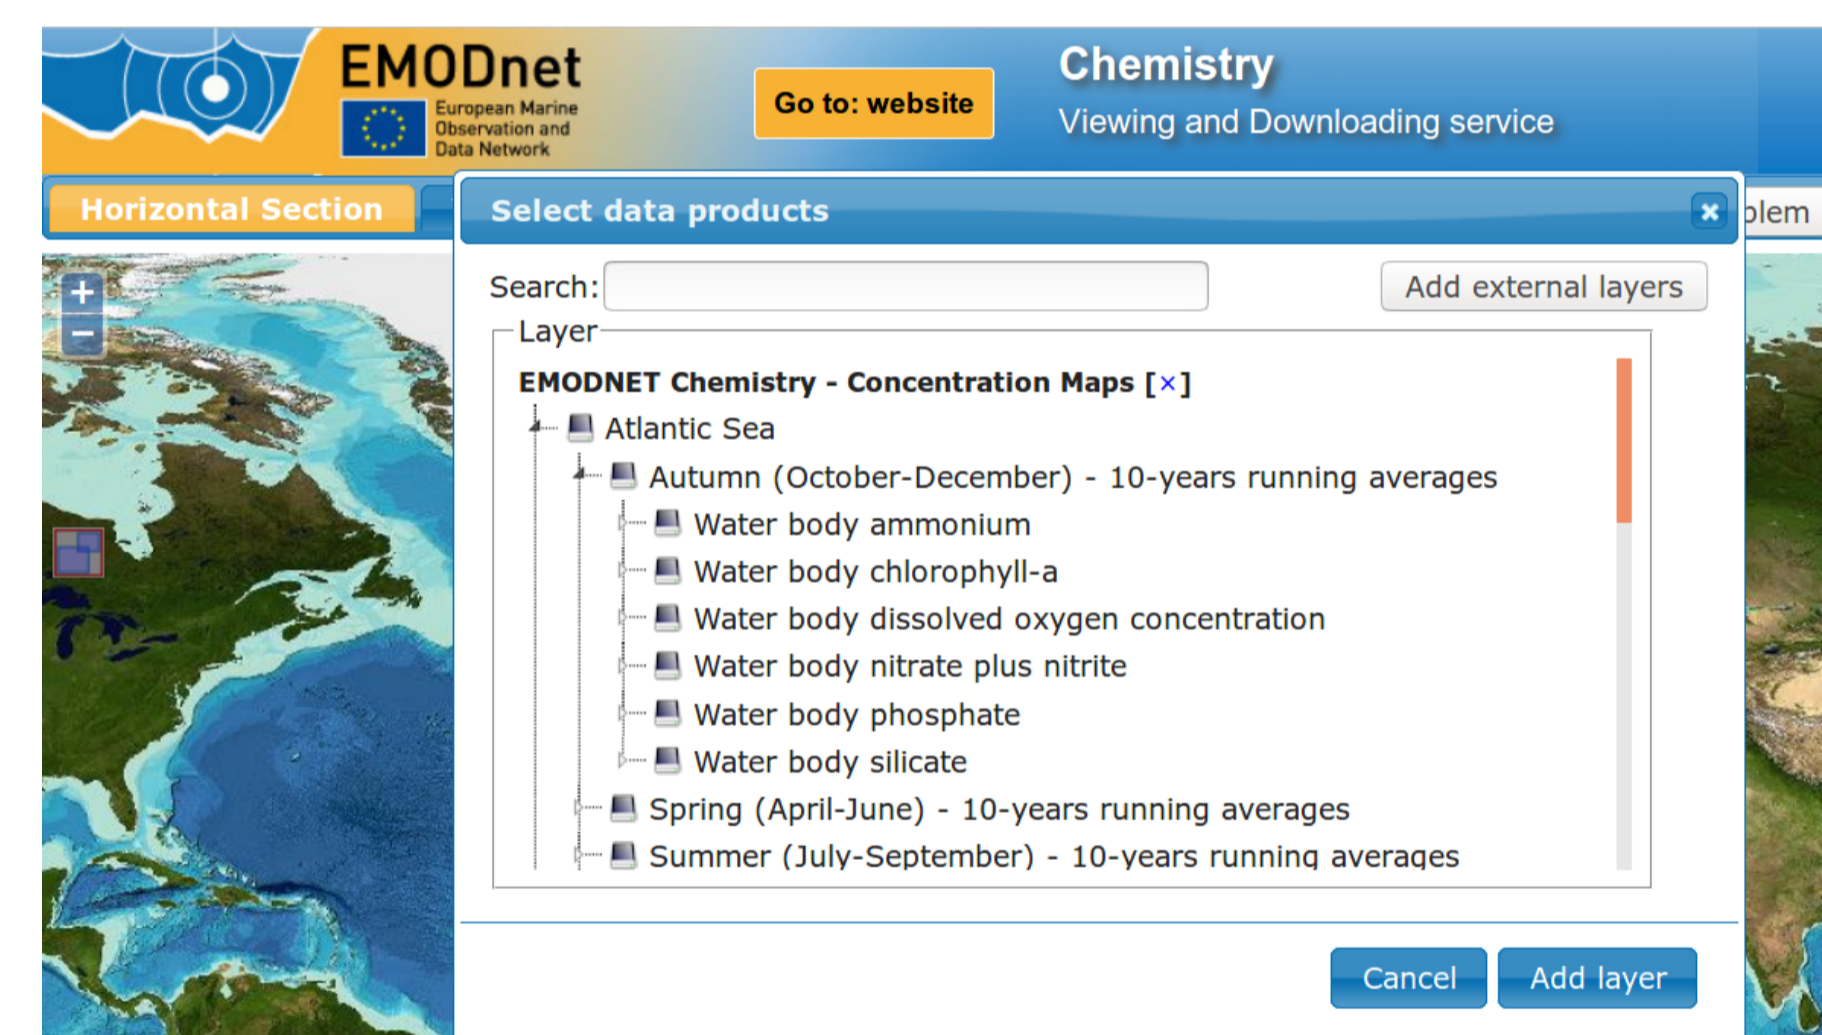 EMODnet
European Marine
Observation and
Data Network
Go to: website
Chemistry
Viewing and Downloading service
Horizontal Section
Select data products
Search:
Add external layers
Layer
EMODNET Chemistry - Concentration Maps [×]
Atlantic Sea
Autumn (October-December) - 10-years running averages
Water body ammonium
Water body chlorophyll-a
Water body dissolved oxygen concentration
Water body nitrate plus nitrite
Water body phosphate
Water body silicate
Spring (April-June) - 10-years running averages
Summer (July-September) - 10-years running averages
Cancel
Add layer